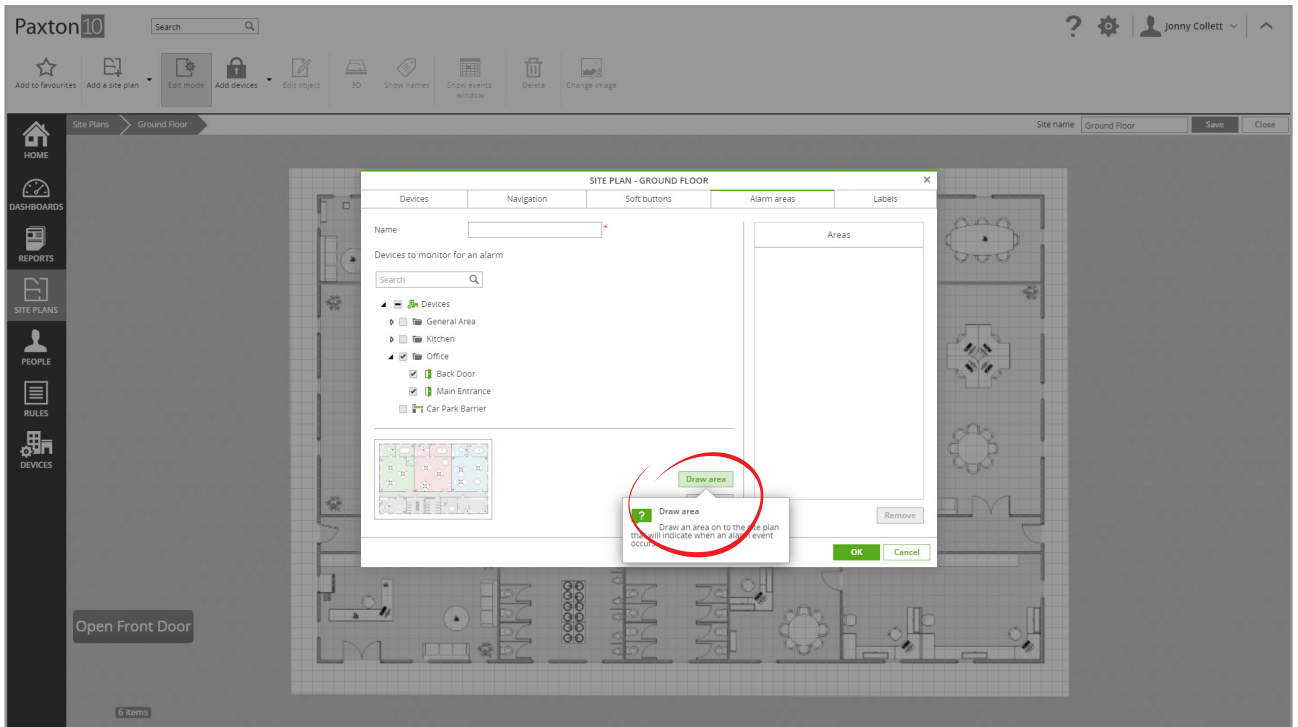 Paxton10
Search
Jonny Collett
Add to favourites
Add a site plan
Edit mode
Add devices
Edit object
3D
Show names
Show events
window
Delete
Change image
Site Plans
Ground Floor
Site name
Ground Floor
Save
Close
HOME
DASHBOARDS
REPORTS
SITE PLANS
PEOPLE
RULES
DEVICES
SITE PLAN - GROUND FLOOR
Devices
Navigation
Soft buttons
Alarm areas
Labels
Name
*
Devices to monitor for an alarm
Search
Devices
General Area
Kitchen
Office
Back Door
Main Entrance
Car Park Barrier
Areas
Draw area
?
Draw area
Draw an area on to the site plan
that will indicate when an alarm event
occurs
Remove
OK
Cancel
Open Front Door
6 items